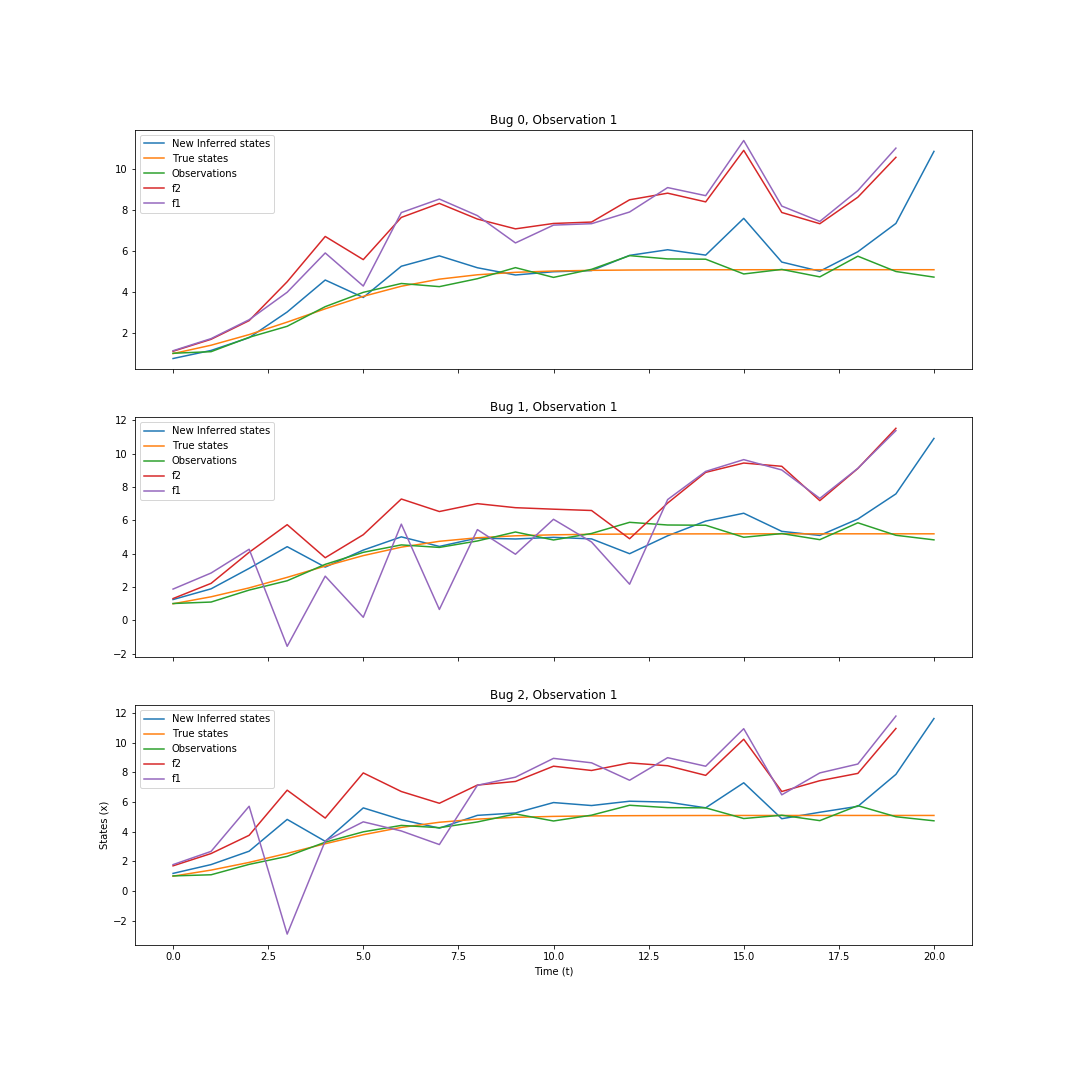 Bug 0, Observation 1
New Inferred states
True states
Observations
f2
f1
10
8
6
4
2
Bug 1, Observation 1
New Inferred states
True states
Observations
f2
f1
12
10
8
6
4
2
0
−2
Bug 2, Observation 1
New Inferred states
True states
Observations
f2
f1
12
10
8
6
4
2
0
−2
States (x)
0.0 2.5 5.0 7.5 10.0 12.5 15.0 17.5 20.0
Time (t)